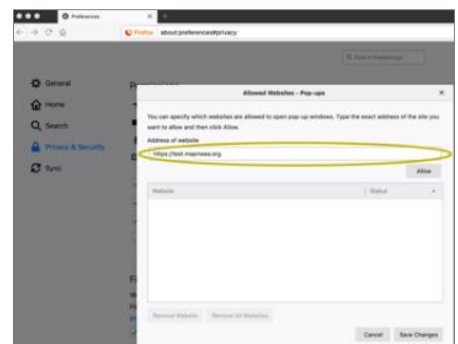 Preferences
Firefox about:preferences#privacy
Search Preferences
General
Home
Search
Privacy & Security
Sync
Allowed Websites - Pop-ups
You can specify which websites are allowed to open pop-up windows. Type the exact address of the site you
want to allow and then click Allow.
Address of website
Allow
Website Status
Remove Website Remove All Websites
Cancel Save Changes